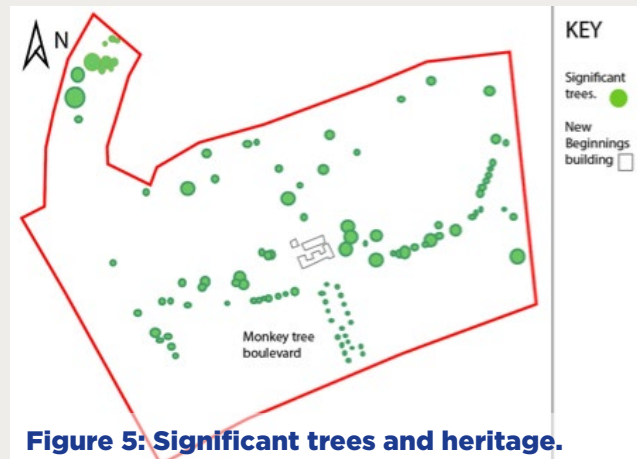 N
KEY
Significant
trees.
New
Beginnings
building
Monkey tree
boulevard
Figure 5: Significant trees and heritage.